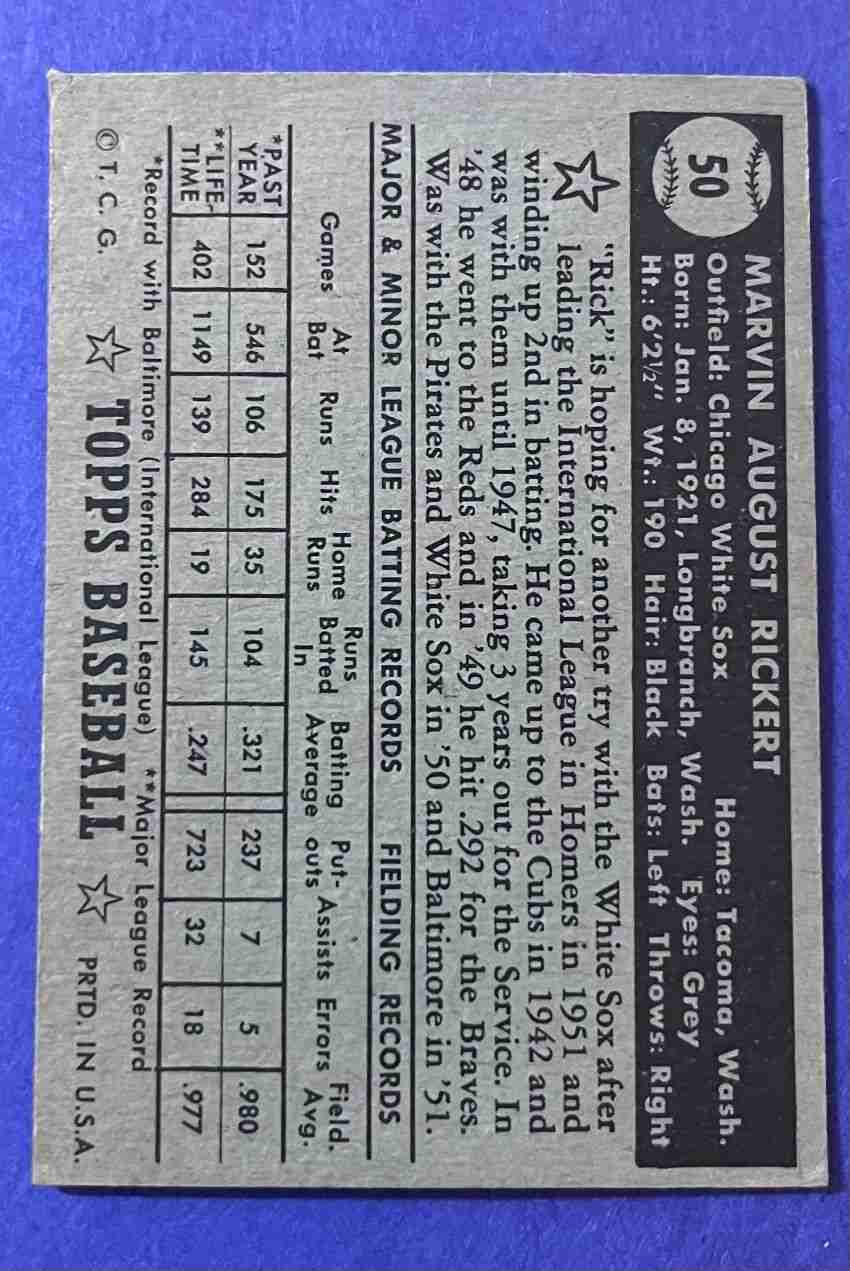 50
MARVIN AUGUST RICKERT
Outfield: Chicago White Sox Home: Tacoma, Wash.
Born: Jan. 8, 1921, Longbranch, Wash. Eyes: Grey
Ht.: 6'2½" Wt.: 190 Hair: Black Bats: Left Throws: Right
"Rick" is hoping for another try with the White Sox after
leading the International League in Homers in 1951 and
winding up 2nd in batting. He came up to the Cubs in 1942 and
was with them until 1947, taking 3 years out for the Service. In
'48 he went to the Reds and in '49 he hit .292 for the Braves.
Was with the Pirates and White Sox in '50 and Baltimore in '51.
MAJOR & MINOR LEAGUE BATTING RECORDS FIELDING RECORDS
Games At Bat Runs Hits Home Runs Runs Batted In Batting Average Put-outs Assists Errors Field. Avg.
*PAST YEAR 152 546 106 175 35 104 .321 237 7 5 .980
**LIFE-TIME 402 1149 139 284 19 145 .247 723 32 18 .977
*Record with Baltimore (International League) **Major League Record
© T. C. G. TOPPS BASEBALL PRTD. IN U.S.A.